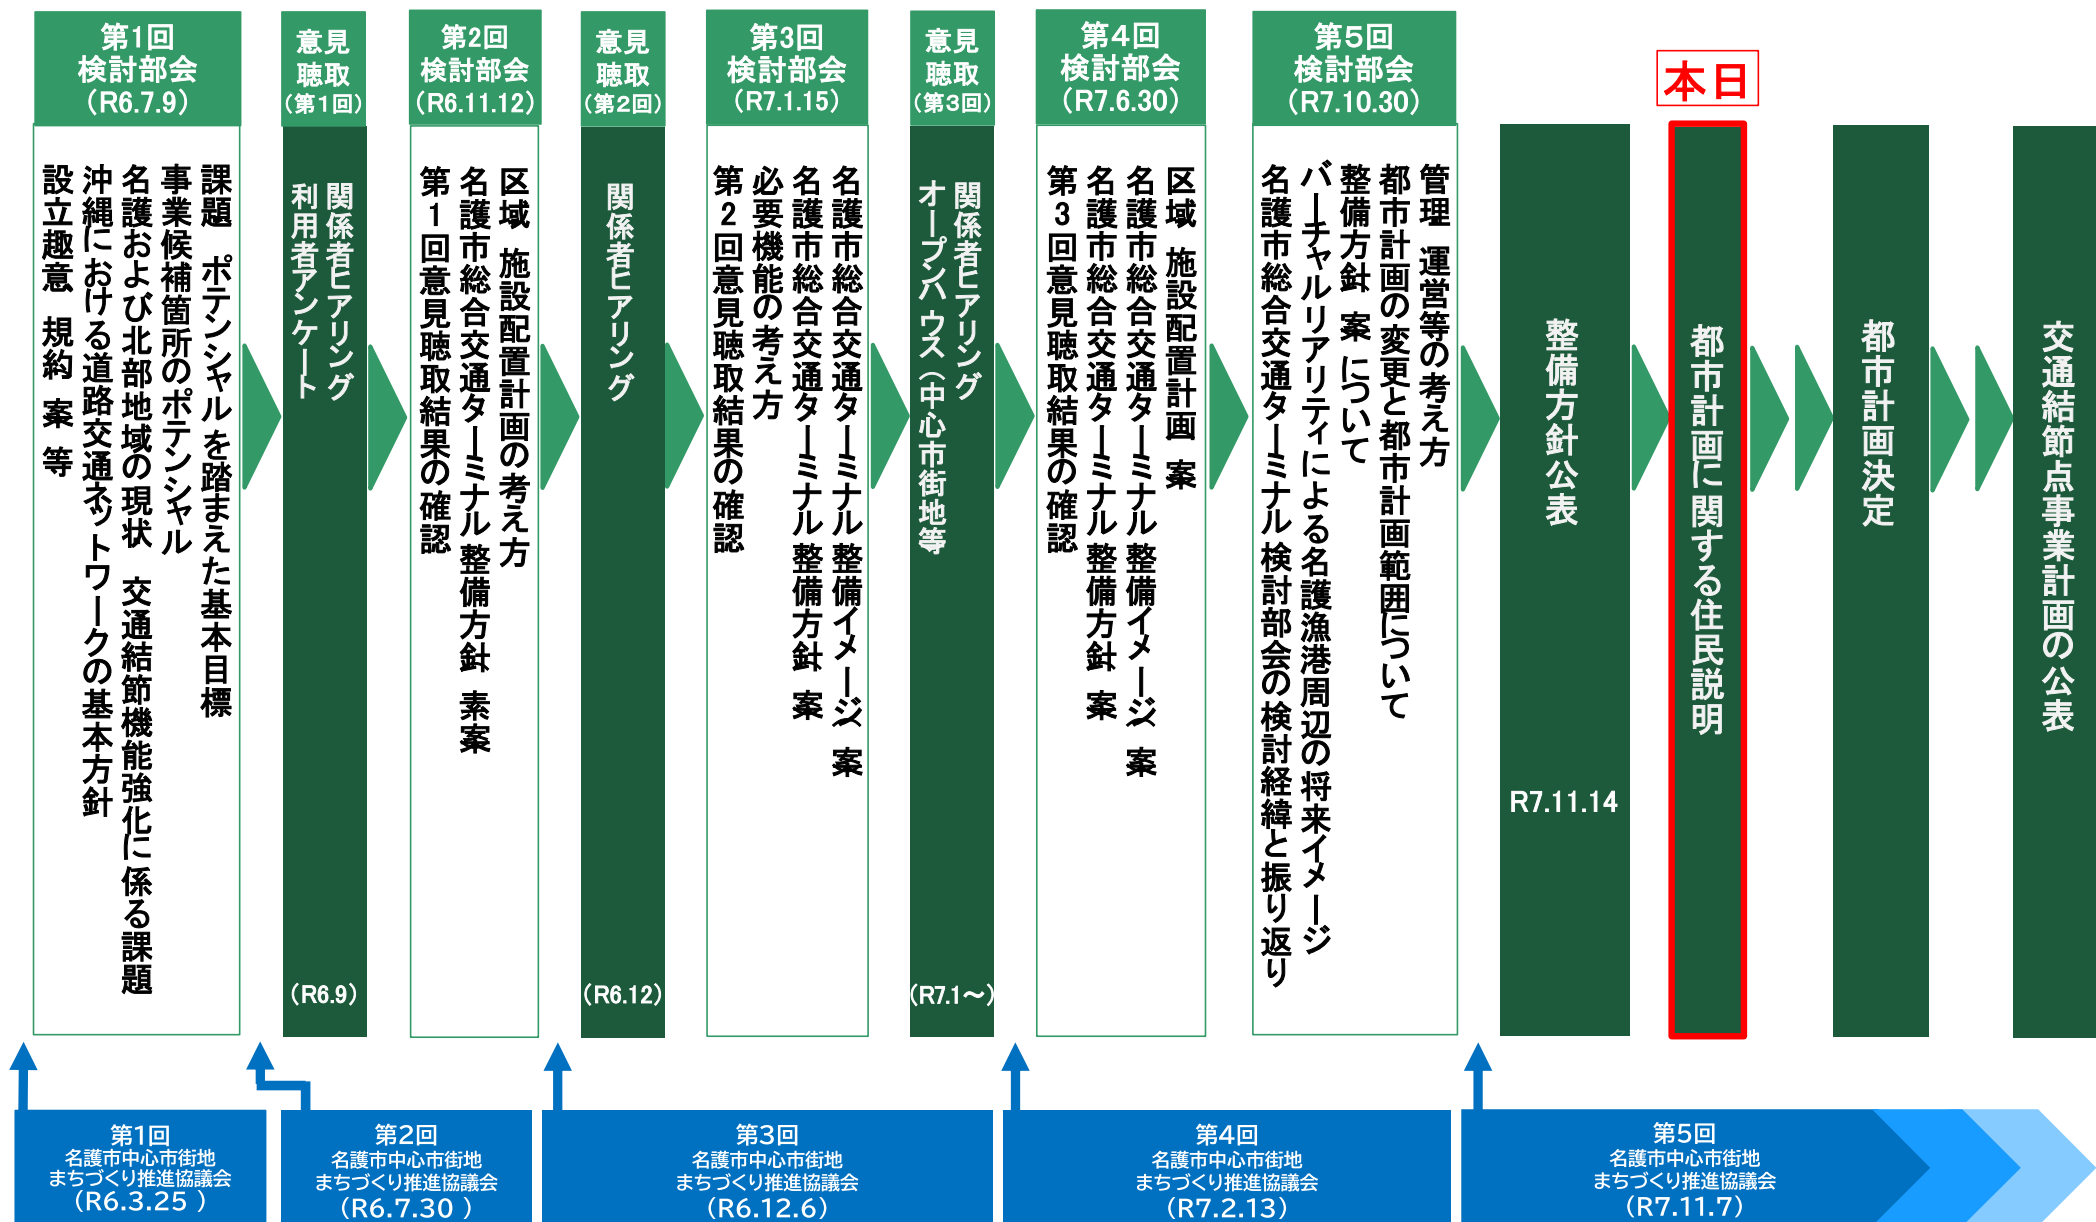 第1回
検討部会
（R6.7.9）
設立趣意 規約 案 等
沖縄における道路交通ネットワークの基本方針
名護および北部地域の現状 交通結節機能強化に係る課題
事業候補箇所のポテンシャル
課題 ポテンシャルを踏まえた基本目標
意見
聴取
（第1回）
関係者ヒアリング
利用者アンケート
（R6.9）
第2回
検討部会
（R6.11.12）
第1回意見聴取結果の確認
名護市総合交通ターミナル整備方針 素案
区域 施設配置計画の考え方
意見
聴取
（第2回）
関係者ヒアリング
（R6.12）
第3回
検討部会
（R7.1.15）
第2回意見聴取結果の確認
必要機能の考え方
名護市総合交通ターミナル整備方針 案
名護市総合交通ターミナル整備イメージ 案
意見
聴取
（第3回）
関係者ヒアリング
オープンハウス（中心市街地等
（R7.1～）
第4回
検討部会
（R7.6.30）
第3回意見聴取結果の確認
名護市総合交通ターミナル整備方針 案
名護市総合交通ターミナル整備イメージ 案
区域 施設配置計画 案
第5回
検討部会
（R7.10.30）
名護市総合交通ターミナル検討部会の検討経緯と振り返り
バーチャルリアリティによる名護漁港周辺の将来イメージ
整備方針 案 について
都市計画の変更と都市計画範囲について
管理 運営等の考え方
整備方針公表
R7.11.14
本日
都市計画に関する住民説明
都市計画決定
交通結節点事業計画の公表
第1回
名護市中心市街地
まちづくり推進協議会
（R6.3.25 ）
第2回
名護市中心市街地
まちづくり推進協議会
（R6.7.30 ）
第3回
名護市中心市街地
まちづくり推進協議会
（R6.12.6）
第4回
名護市中心市街地
まちづくり推進協議会
（R7.2.13）
第5回
名護市中心市街地
まちづくり推進協議会
（R7.11.7）